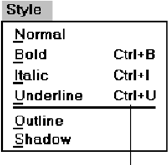 Style
Normal
Bold Ctrl+B
Italic Ctrl+I
Underline Ctrl+U
Outline
Shadow